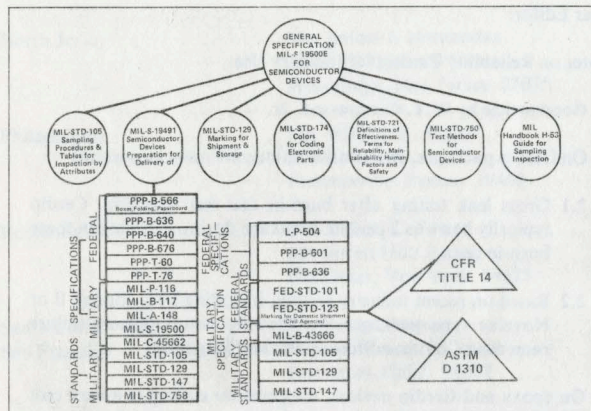 GENERAL
SPECIFICATION
MIL-F 19500E
FOR
SEMICONDUCTOR
DEVICES
MIL-STD-105
Sampling
Procedures &
Tables for
Inspection by
Attributes
MIL-S-19491
Semiconductor
Devices
Preparation for
Delivery of
MIL-STD-129
Marking for
Shipment
& Storage
MIL-STD-174
Colors
for Coding
Electronic
Parts
MIL-STD-721
Definitions of
Effectiveness.
Terms for
Reliability, Main-
tainability Human
Factors and
Safety
MIL-STD-750
Test Methods
for
Semiconductor
Devices
MIL
Handbook H-53
Guide for
Sampling
Inspection
SPECIFICATIONS
FEDERAL
PPP-B-566
Boxes, Folding, Paperboard
PPP-B-636
PPP-B-640
PPP-B-676
PPP-T-60
PPP-T-76
MILITARY
MIL-P-116
MIL-B-117
MIL-A-148
MIL-S-19500
MIL-C-45662
STANDARDS
MILITARY
MIL-STD-105
MIL-STD-129
MIL-STD-147
MIL-STD-758
FEDERAL
SPECIFI-
CATION
L-P-504
PPP-B-601
PPP-B-636
FEDERAL
STANDARDS
FED-STD-101
FED-STD-123
Marking for Domestic Shipment
(Civil Agencies)
MILITARY
SPECIFICATION
MIL-B-43666
MILITARY
STANDARDS
MIL-STD-105
MIL-STD-129
MIL-STD-147
CFR
TITLE 14
ASTM
D 1310